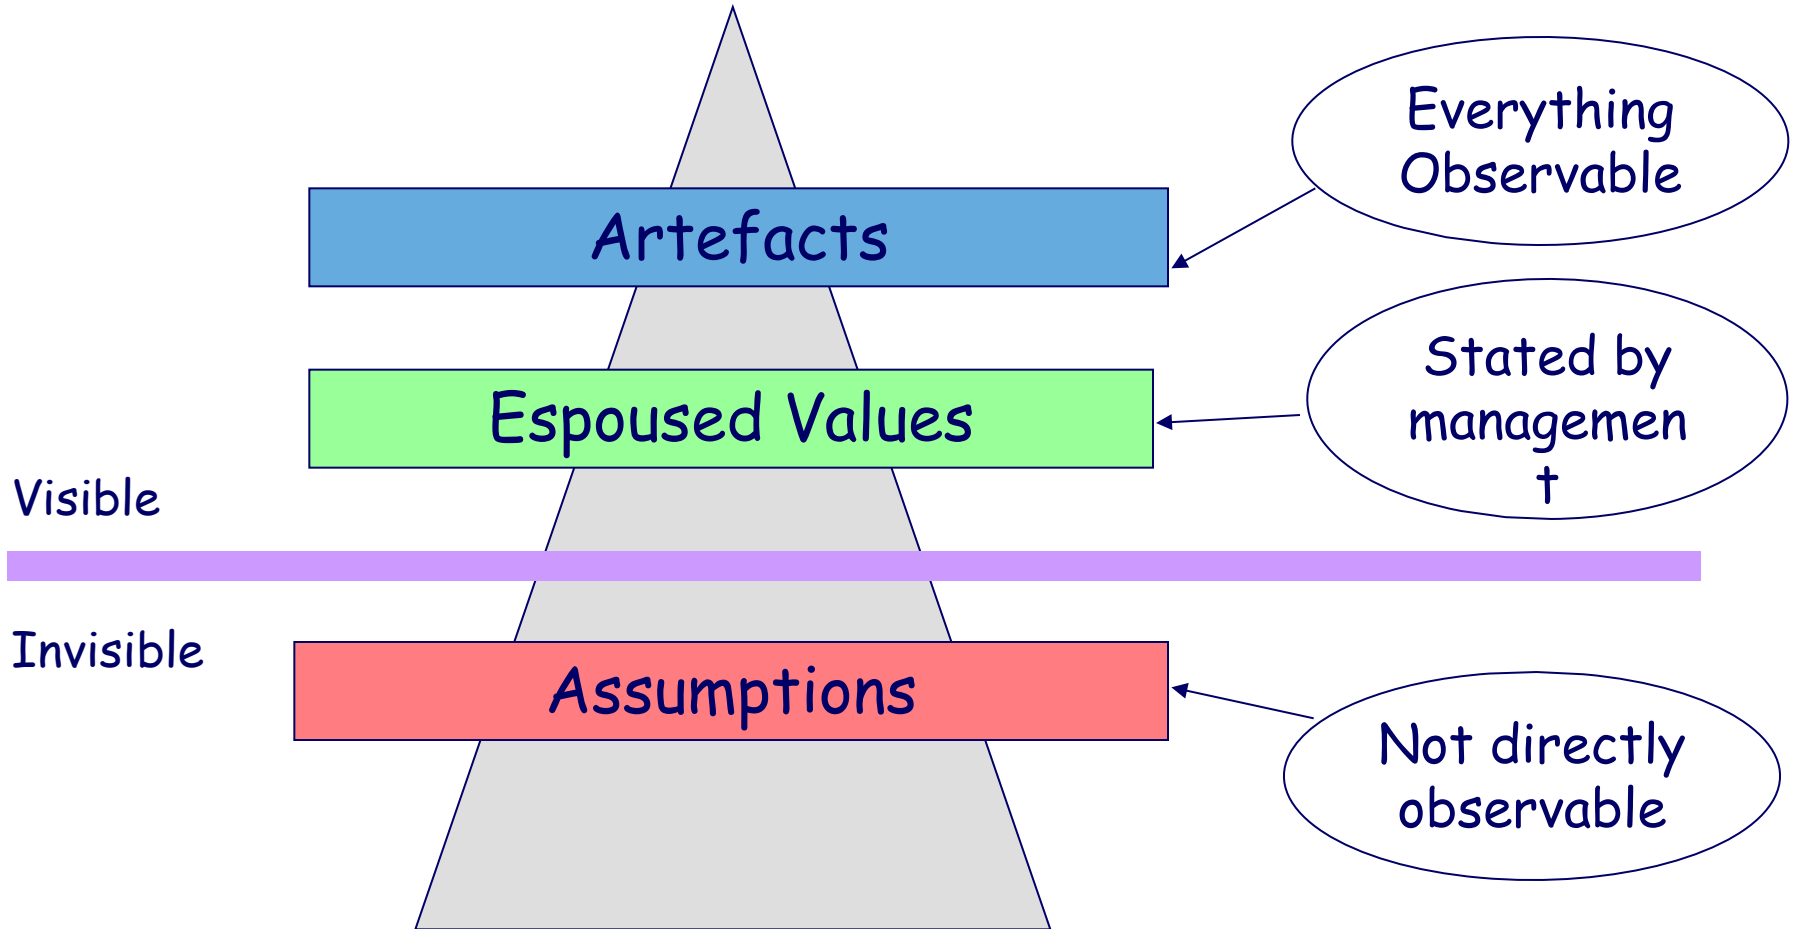 Everything
Observable
Artefacts
Stated by
managemen
t
Espoused Values
Visible
Invisible
Assumptions
Not directly
observable